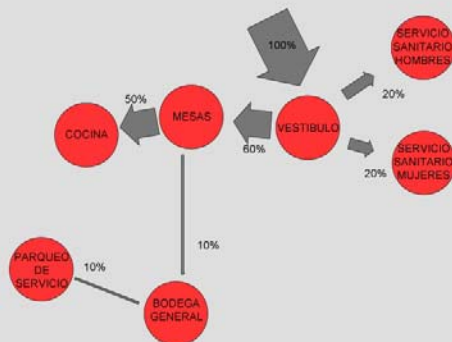 100%
SERVICIO
SANITARIO
HOMBRES
20%
50%
MESAS
COCINA
VESTIBULO
60%
SERVICIO
SANITARIO
MUJERES
20%
10%
PARQUEO
DE
SERVICIO
10%
BODEGA
GENERAL